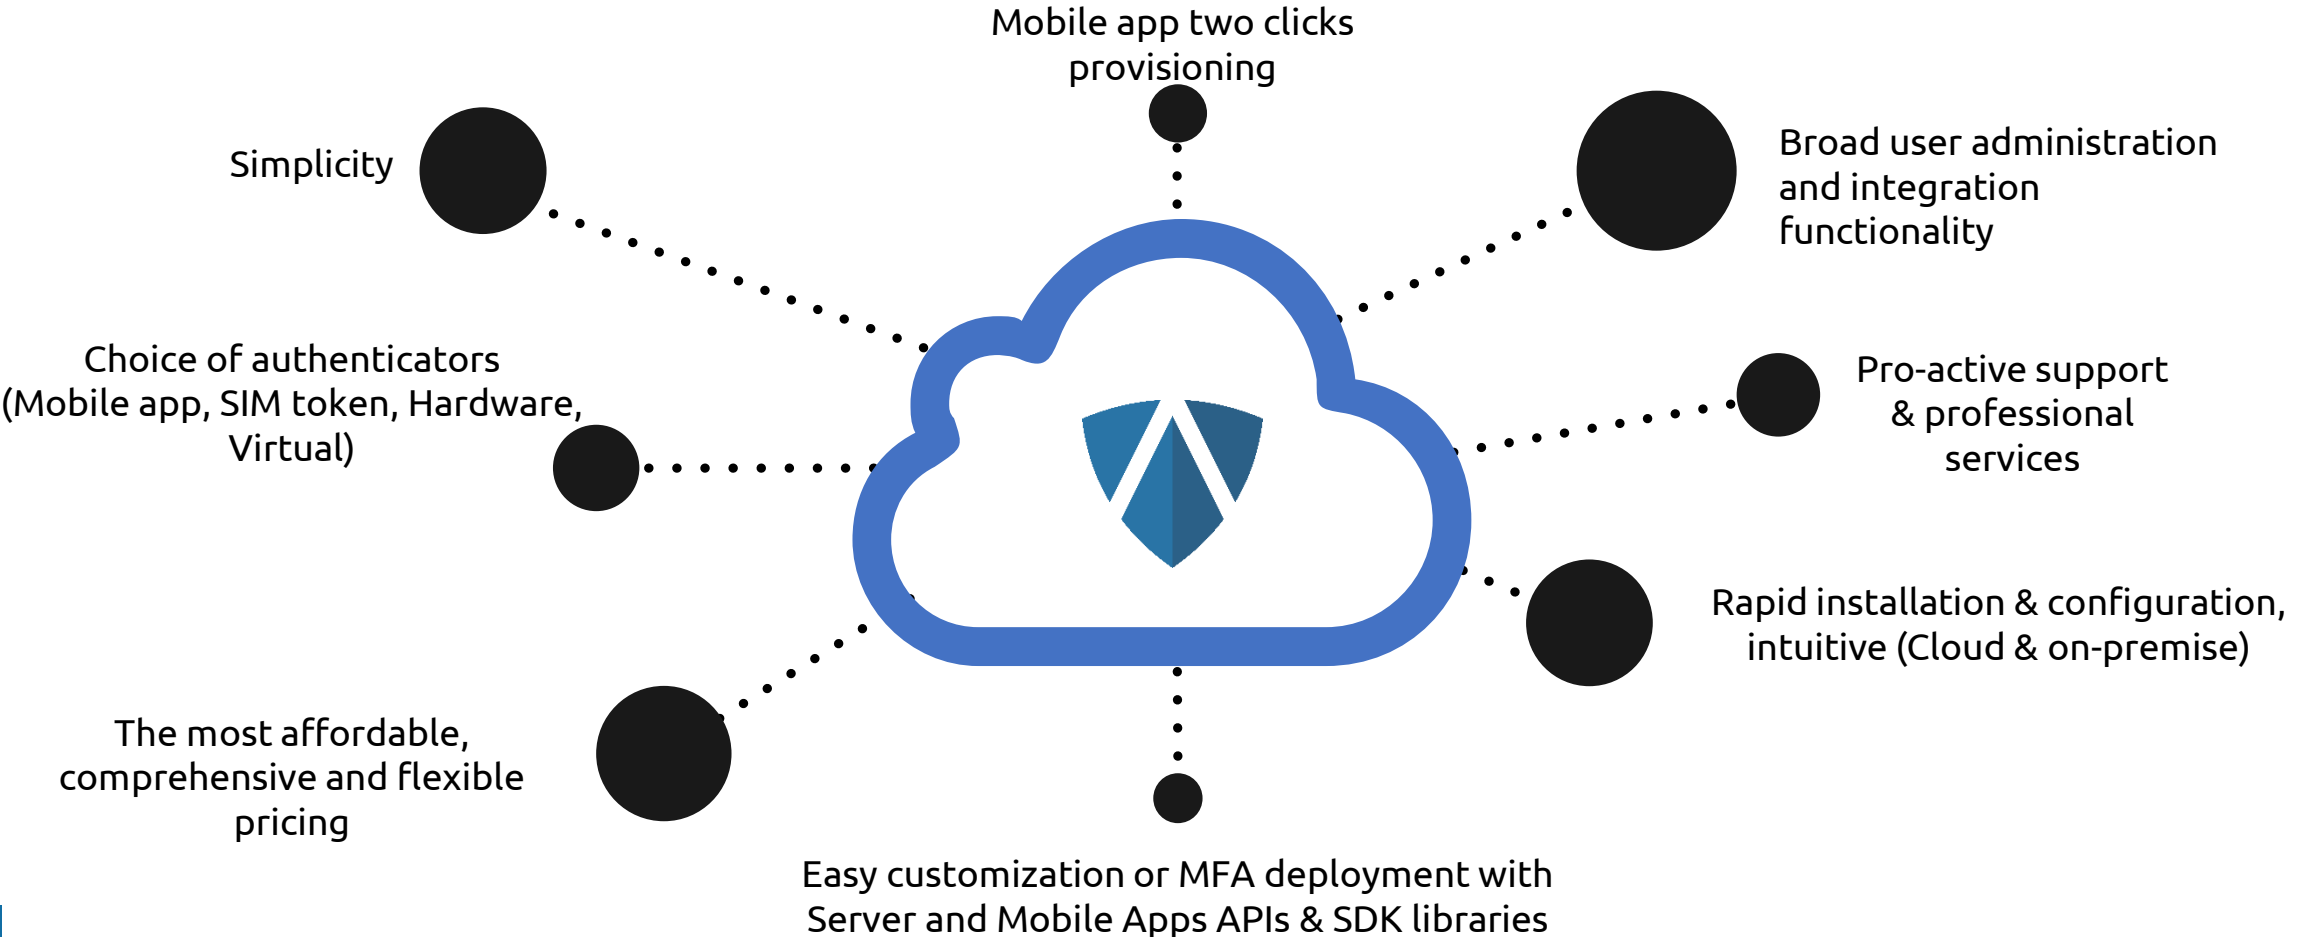 Mobile app two clicks
provisioning
Simplicity
Broad user administration
and integration
functionality
Choice of authenticators
(Mobile app, SIM token, Hardware,
Virtual)
Pro-active support
& professional
services
Rapid installation & configuration,
intuitive (Cloud & on-premise)
The most affordable,
comprehensive and flexible
pricing
Easy customization or MFA deployment with
Server and Mobile Apps APIs & SDK libraries